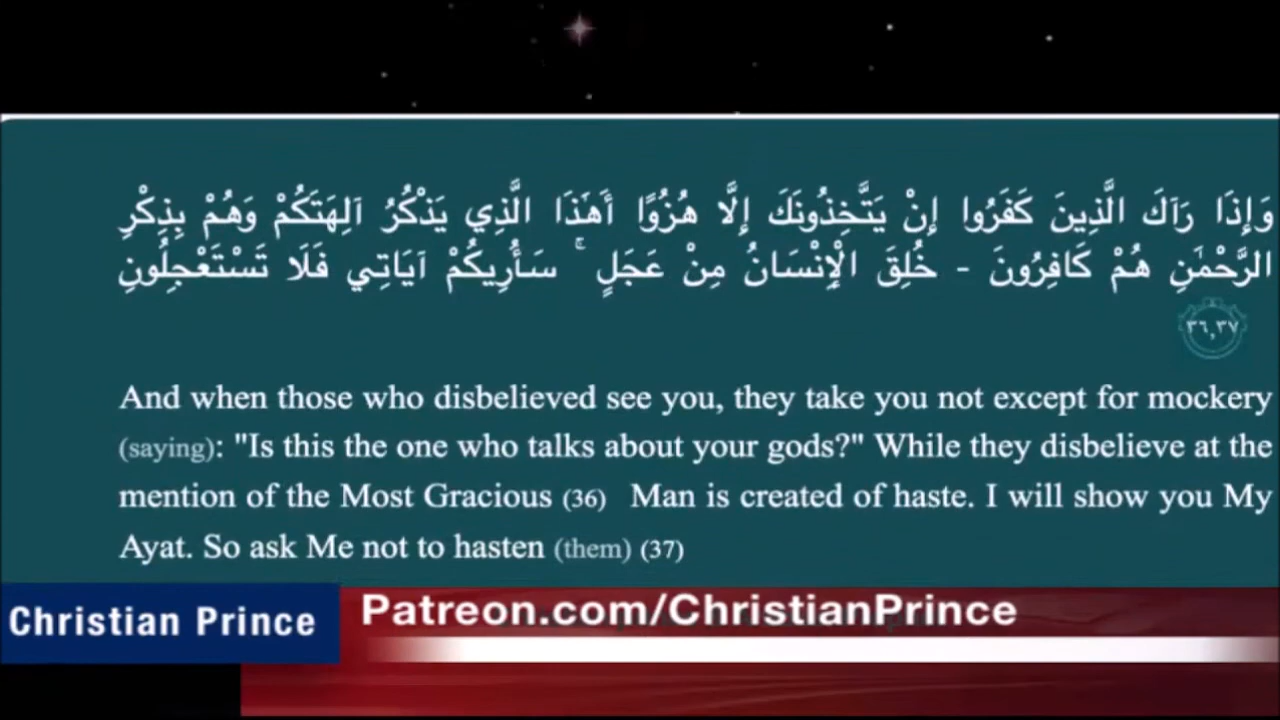 وَإِذَا رَآكَ الَّذِينَ كَفَرُوا إِنْ يَتَّخِذُونَكَ إِلَّا هُزُوًا أَهَٰذَا الَّذِي يَذْكُرُ آلِهَتَكُمْ وَهُمْ بِذِكْرِ
الرَّحْمَٰنِ هُمْ كَافِرُونَ - خُلِقَ الْإِنْسَانُ مِنْ عَجَلٍ ۚ سَأُرِيكُمْ آيَاتِي فَلَا تَسْتَعْجِلُونِ
٣٦,٣٧
And when those who disbelieved see you, they take you not except for mockery
(saying): "Is this the one who talks about your gods?" While they disbelieve at the
mention of the Most Gracious (36) Man is created of haste. I will show you My
Ayat. So ask Me not to hasten (them) (37)
Christian Prince
Patreon.com/ChristianPrince